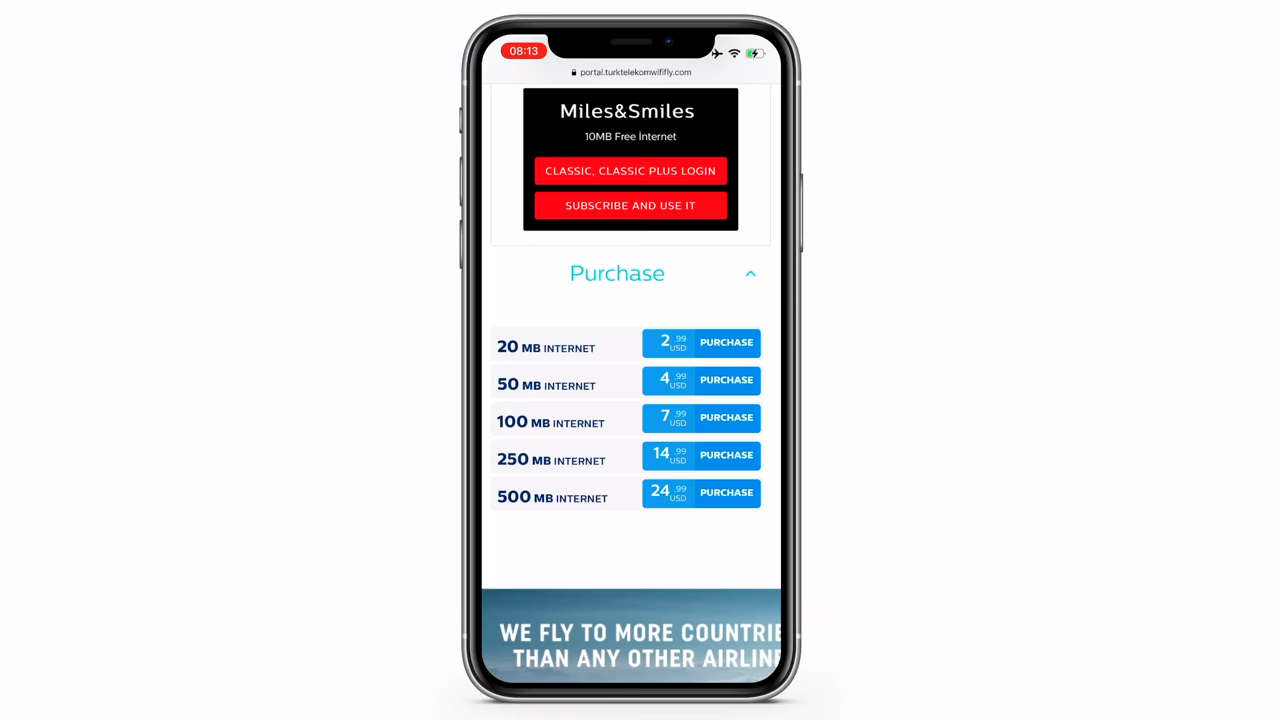 08:13
portal.turktelekomwififly.com
Miles&Smiles
10MB Free İnternet
CLASSIC, CLASSIC PLUS LOGIN
SUBSCRIBE AND USE IT
Purchase
20 MB INTERNET 2,99 USD PURCHASE
50 MB INTERNET 4,99 USD PURCHASE
100 MB INTERNET 7,99 USD PURCHASE
250 MB INTERNET 14,99 USD PURCHASE
500 MB INTERNET 24,99 USD PURCHASE
WE FLY TO MORE COUNTRIE
THAN ANY OTHER AIRLINE